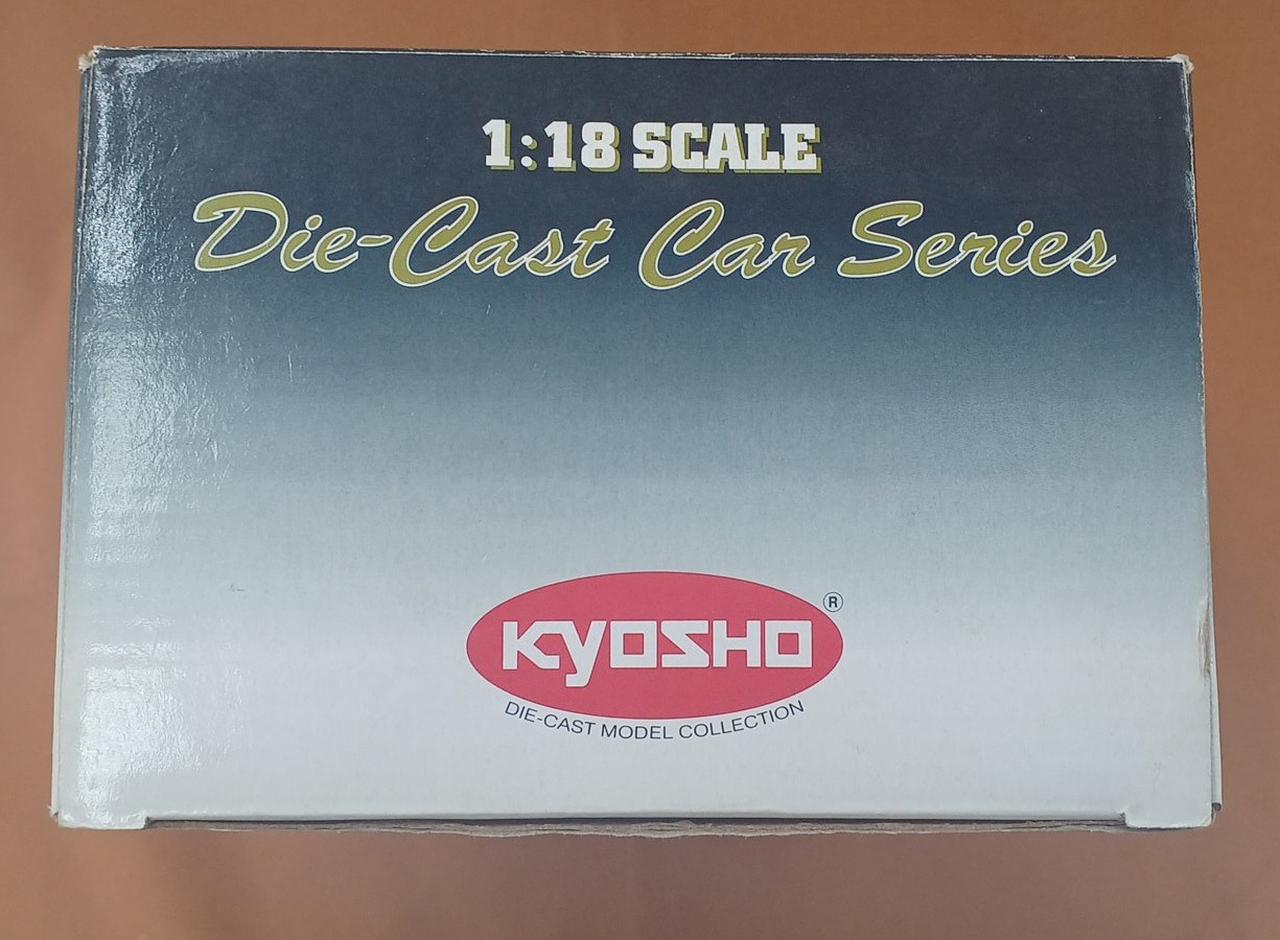 1:18 SCALE
Die-Cast Car Series
KYOSHO ®
DIE-CAST MODEL COLLECTION